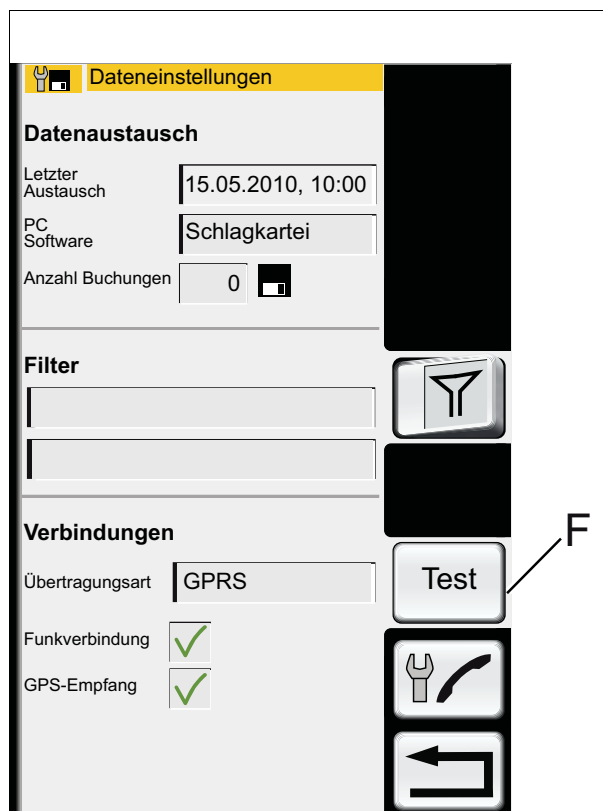 Dateneinstellungen
Datenaustausch
Letzter
Austausch
15.05.2010, 10:00
PC
Software
Schlagkartei
Anzahl Buchungen
0
Filter
Verbindungen
Übertragungsart
GPRS
Test
F
Funkverbindung
GPS-Empfang